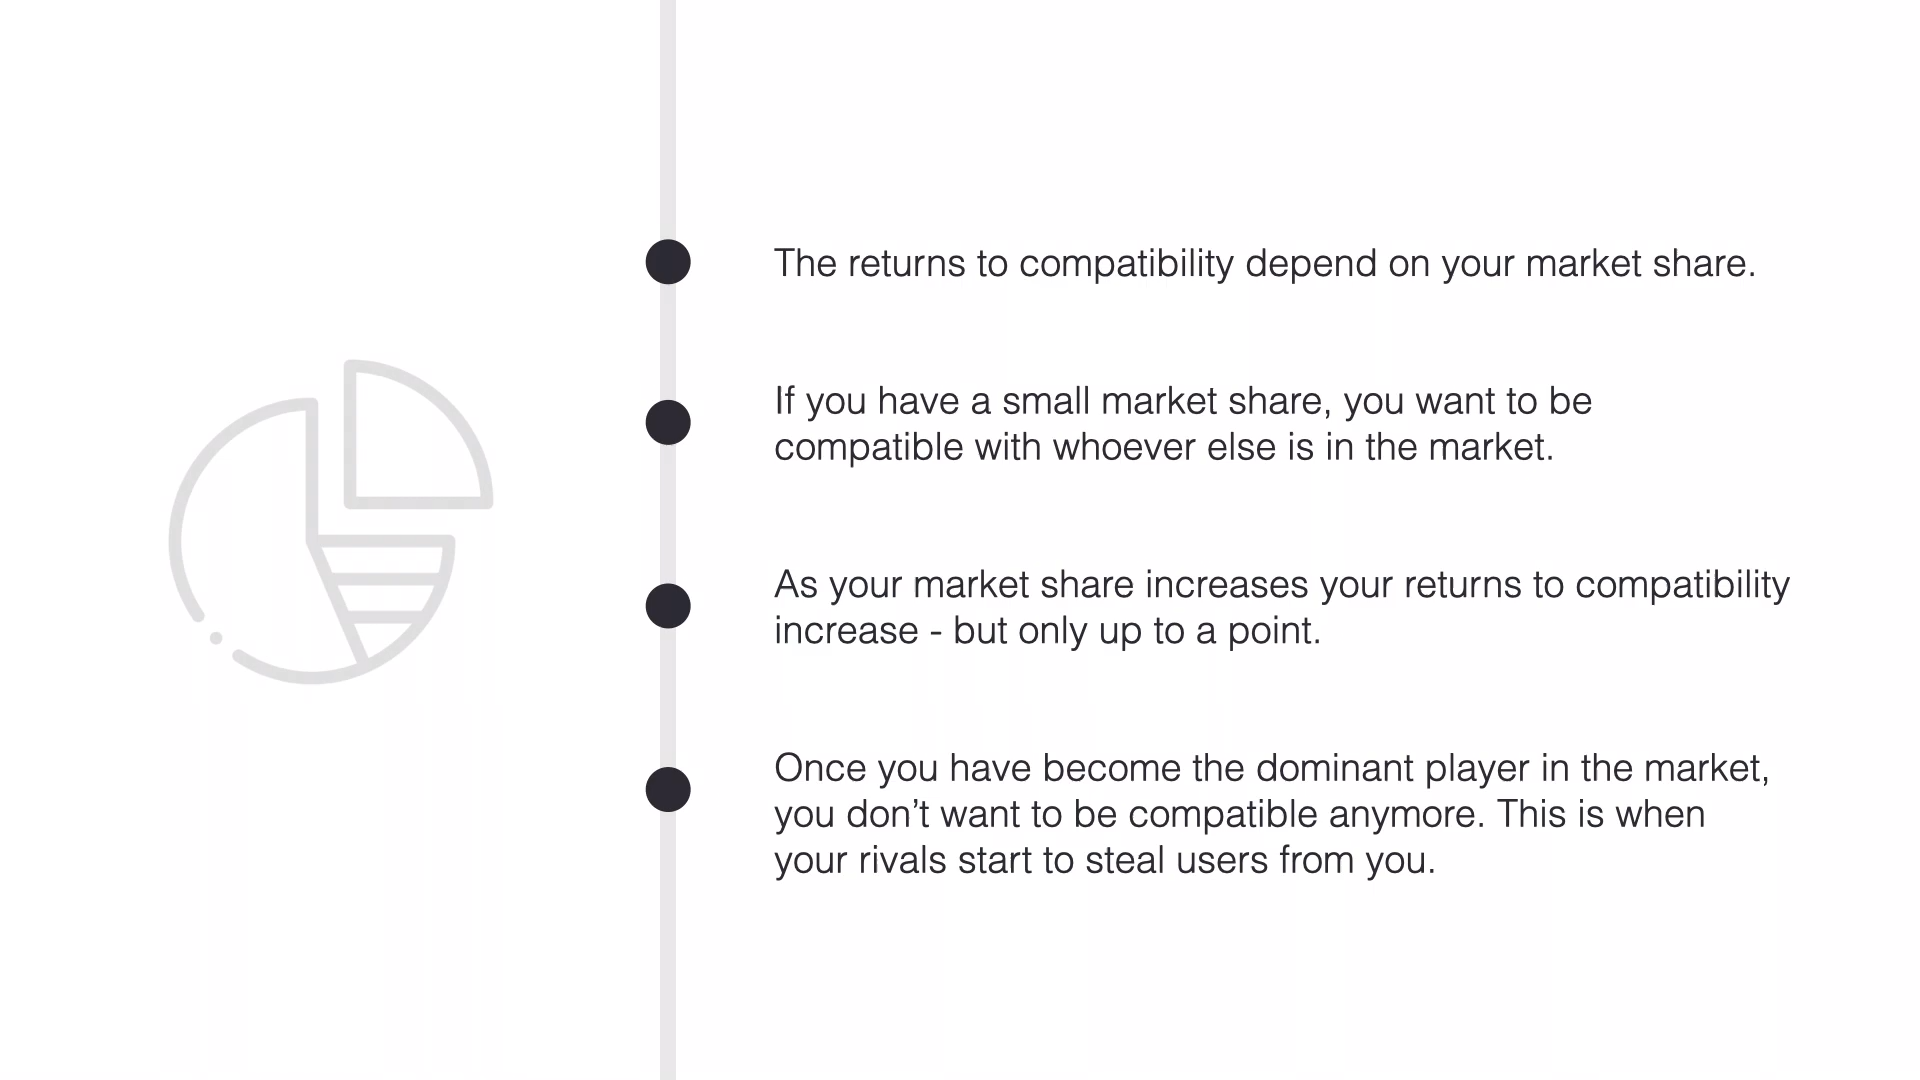 The returns to compatibility depend on your market share.
If you have a small market share, you want to be
compatible with whoever else is in the market.
As your market share increases your returns to compatibility
increase - but only up to a point.
Once you have become the dominant player in the market,
you don’t want to be compatible anymore. This is when
your rivals start to steal users from you.